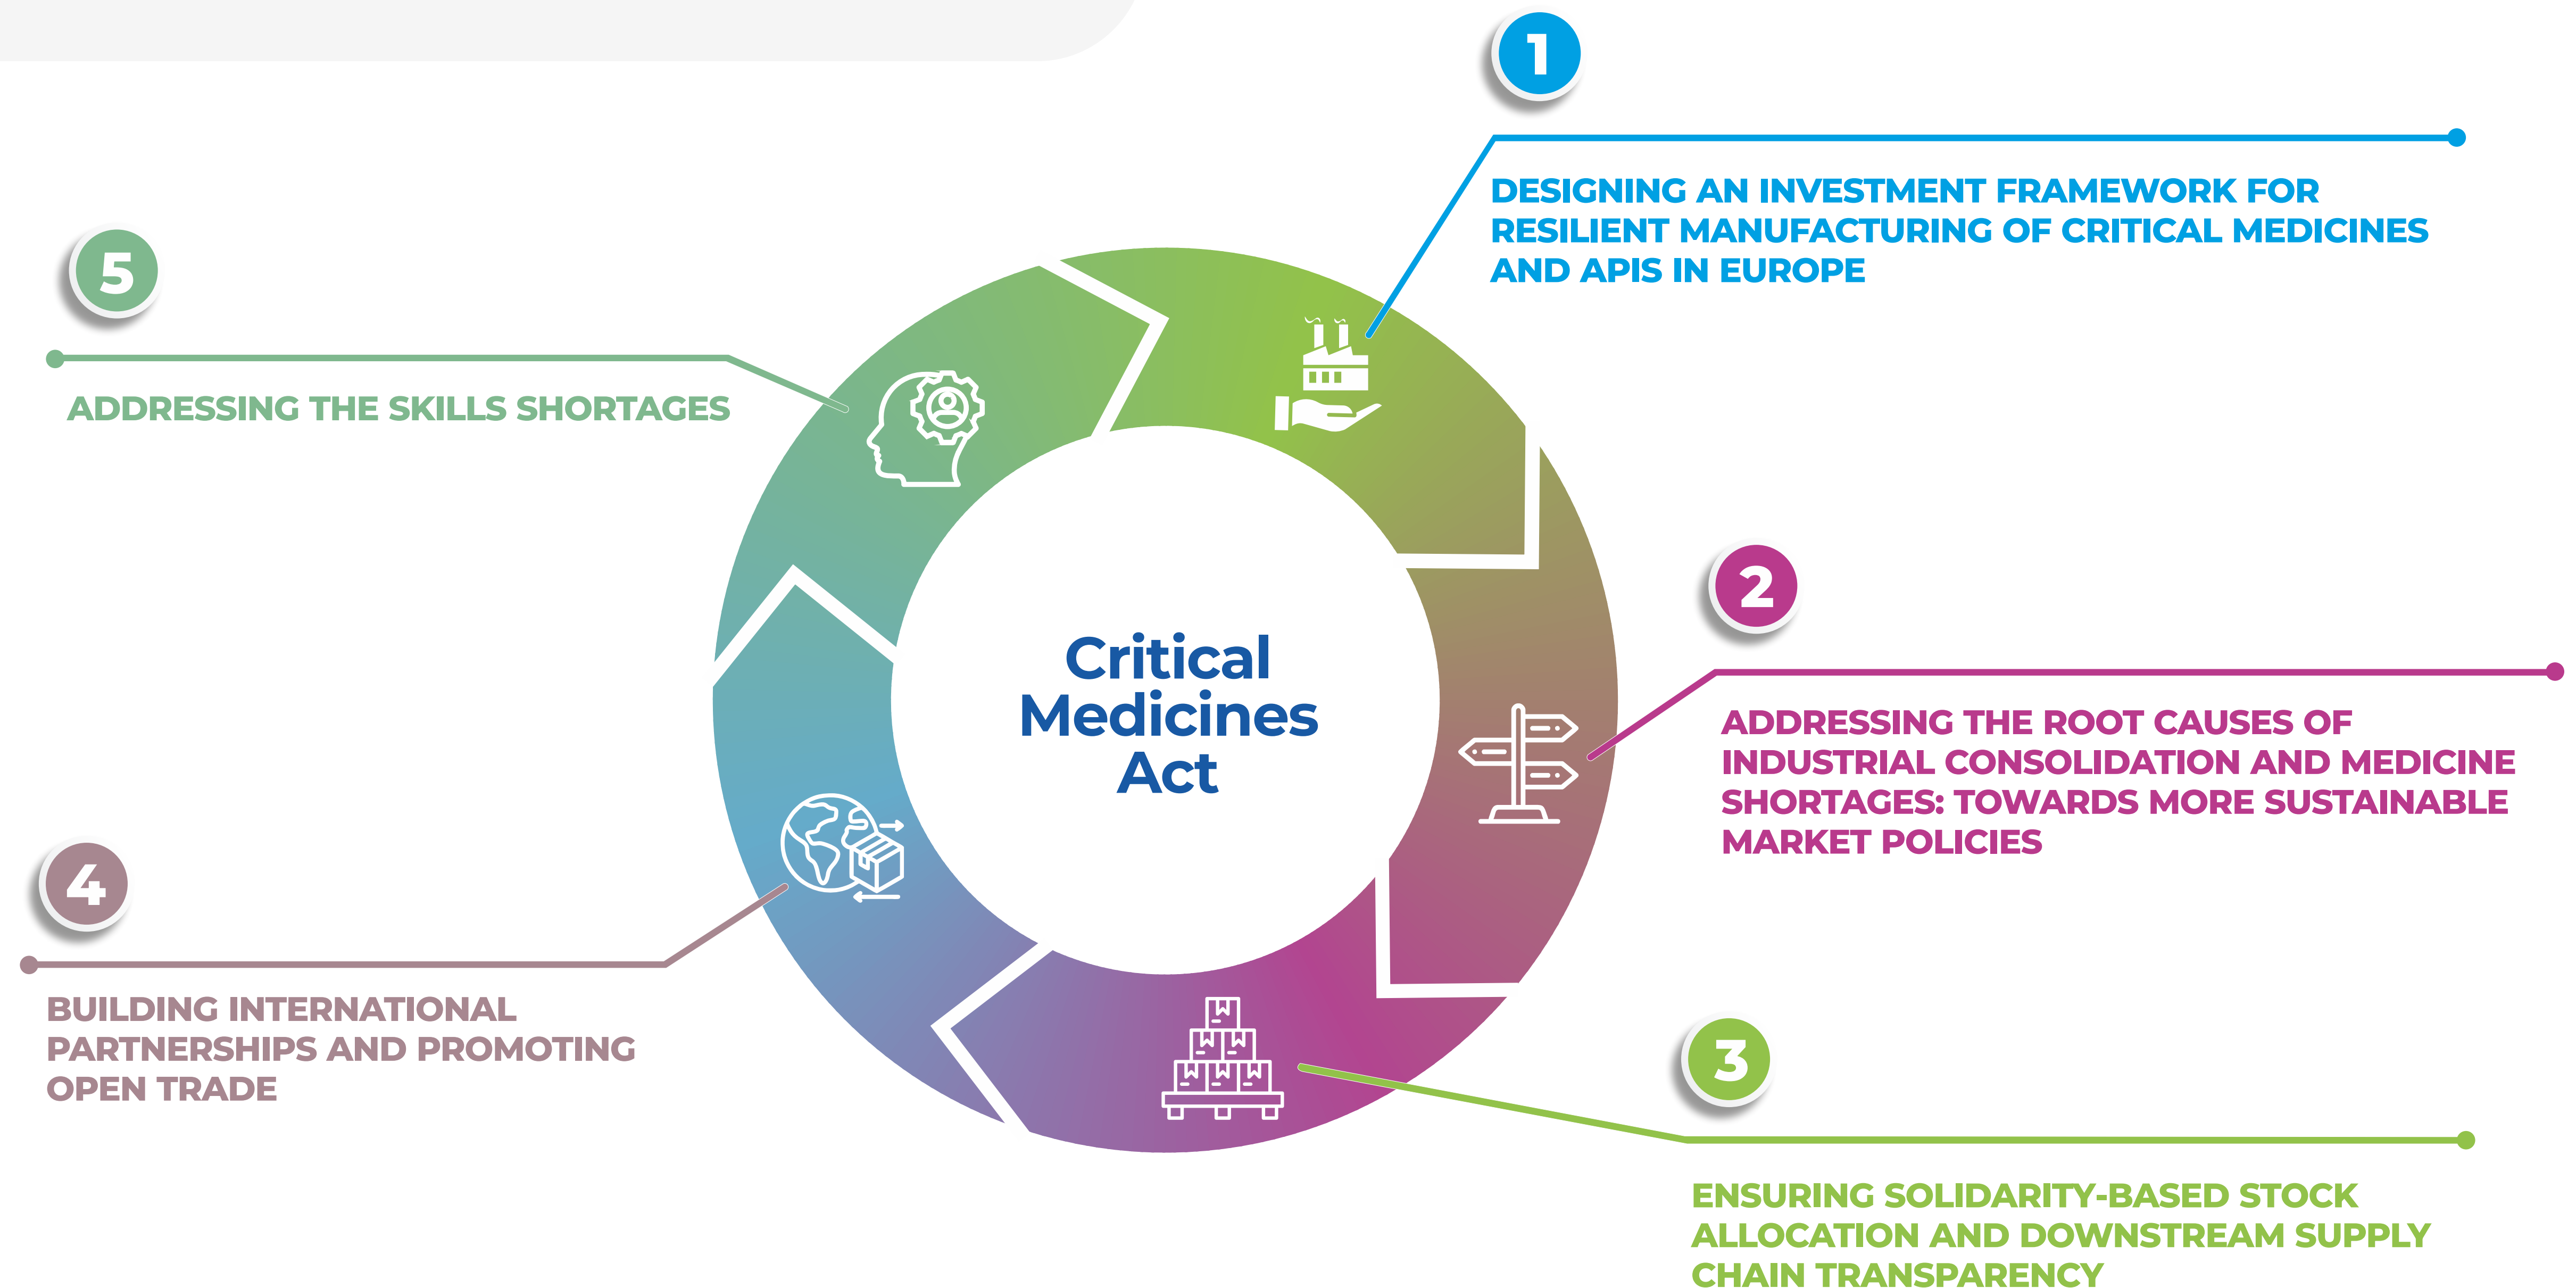 1
DESIGNING AN INVESTMENT FRAMEWORK FOR
RESILIENT MANUFACTURING OF CRITICAL MEDICINES
AND APIS IN EUROPE
2
ADDRESSING THE ROOT CAUSES OF
INDUSTRIAL CONSOLIDATION AND MEDICINE
SHORTAGES: TOWARDS MORE SUSTAINABLE
MARKET POLICIES
3
ENSURING SOLIDARITY-BASED STOCK
ALLOCATION AND DOWNSTREAM SUPPLY
CHAIN TRANSPARENCY
4
BUILDING INTERNATIONAL
PARTNERSHIPS AND PROMOTING
OPEN TRADE
5
ADDRESSING THE SKILLS SHORTAGES
Critical
Medicines
Act